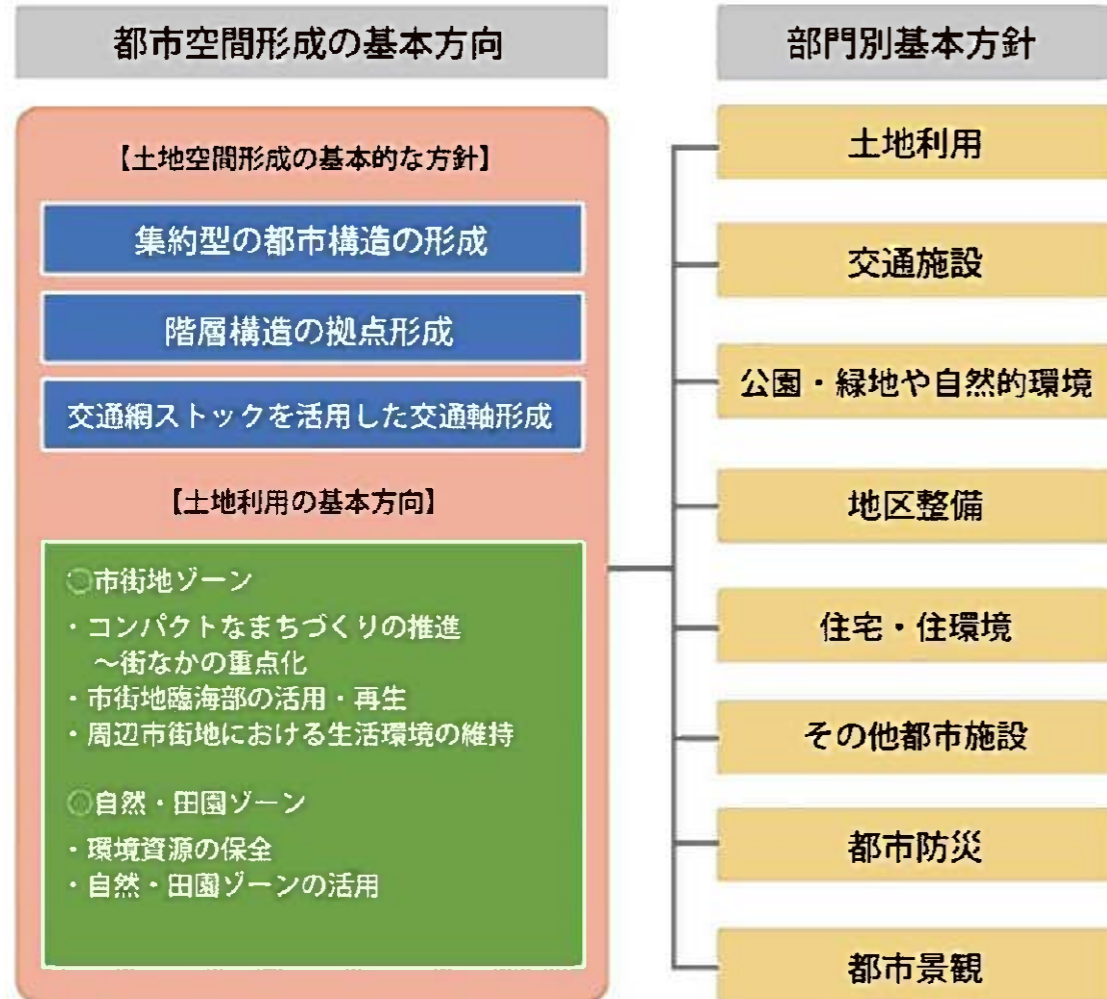 都市空間形成の基本方向
【土地空間形成の基本的な方針】
集約型の都市構造の形成
階層構造の拠点形成
交通網ストックを活用した交通軸形成
【土地利用の基本方向】
◎市街地ゾーン
・コンパクトなまちづくりの推進
～街なかの重点化
・市街地臨海部の活用・再生
・周辺市街地における生活環境の維持
◎自然・田園ゾーン
・環境資源の保全
・自然・田園ゾーンの活用
部門別基本方針
土地利用
交通施設
公園・緑地や自然的環境
地区整備
住宅・住環境
その他都市施設
都市防災
都市景観